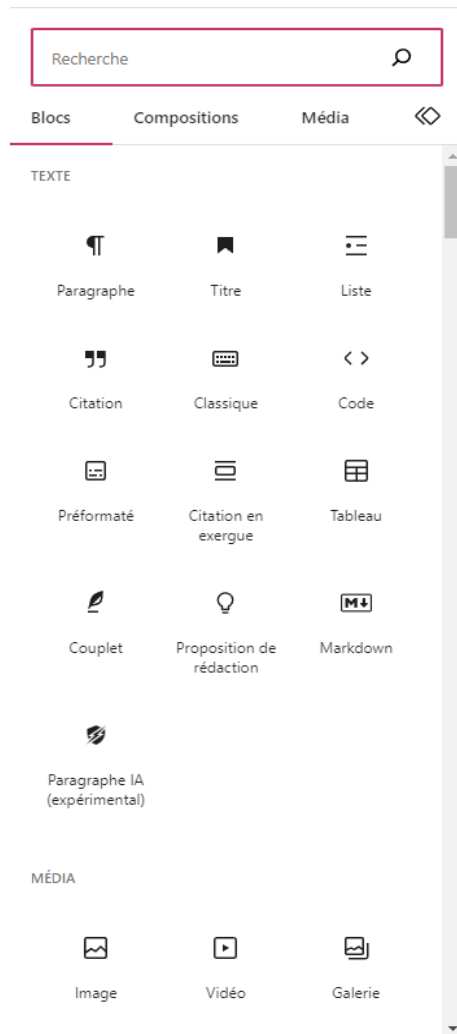 Recherche
Blocs Compositions Média
TEXTE
Paragraphe Titre Liste
Citation Classique Code
Préformaté Citation en exergue Tableau
Couplet Proposition de rédaction Markdown
Paragraphe IA
(expérimental)
MÉDIA
Image Vidéo Galerie